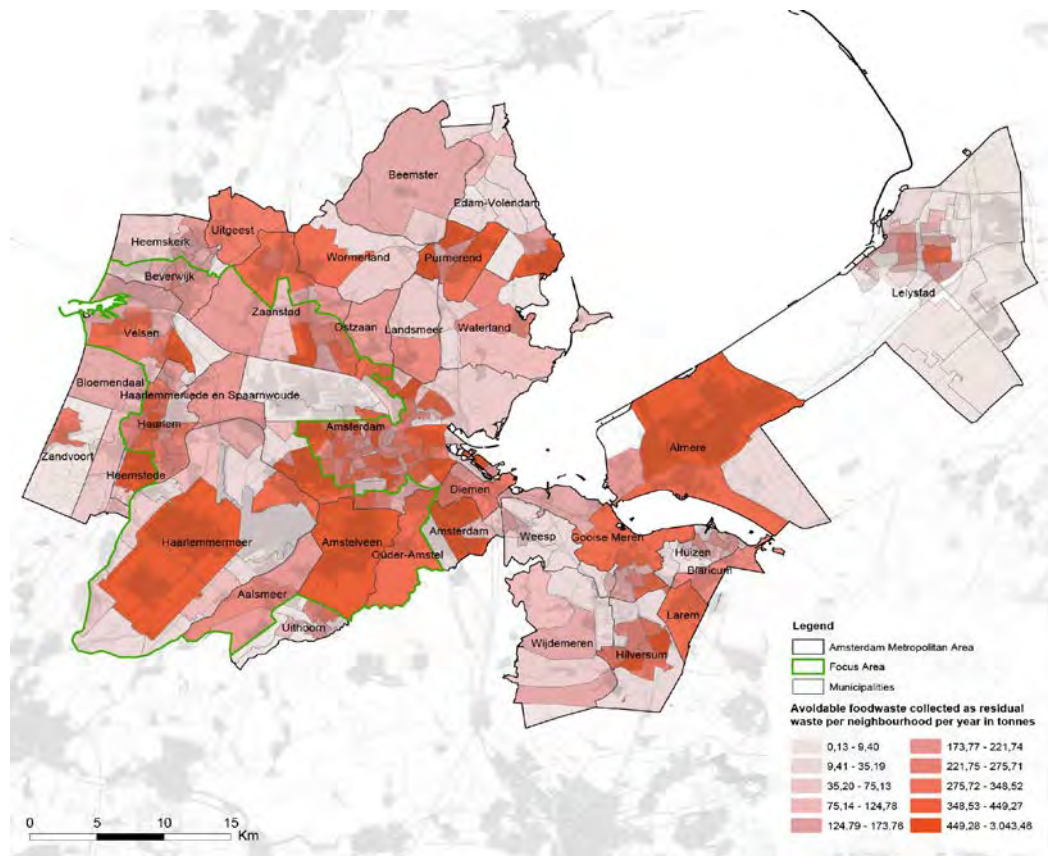 Beemster
Edam-Volendam
Uitgeest
Heemskerk
Wormerland
Purmerend
Beverwijk
Lelystad
Zaanstad
Ostzaan
Landsmeer
Waterland
Velsen
Bloemendaal
Haarlemmerliede en Spaarnwoude
Haarlem
Amsterdam
Almere
Zandvoort
Heemstede
Diemen
Haarlemmermeer
Amstelveen
Amsterdam
Weesp
Gooise Meren
Ouder-Amstel
Huizen
Blaricum
Aalsmeer
Larem
Uithoorn
Wijdemeren
Hilversum
Legend
Amsterdam Metropolitan Area
Focus Area
Municipalities
Avoidable foodwaste collected as residual
waste per neighbourhood per year in tonnes
0,13 - 9,40
9,41 - 35,19
35,20 - 75,13
75,14 - 124,78
124,79 - 173,76
173,77 - 221,74
221,75 - 275,71
275,72 - 348,52
348,53 - 449,27
449,28 - 3.043,46
0 5 10 15
Km